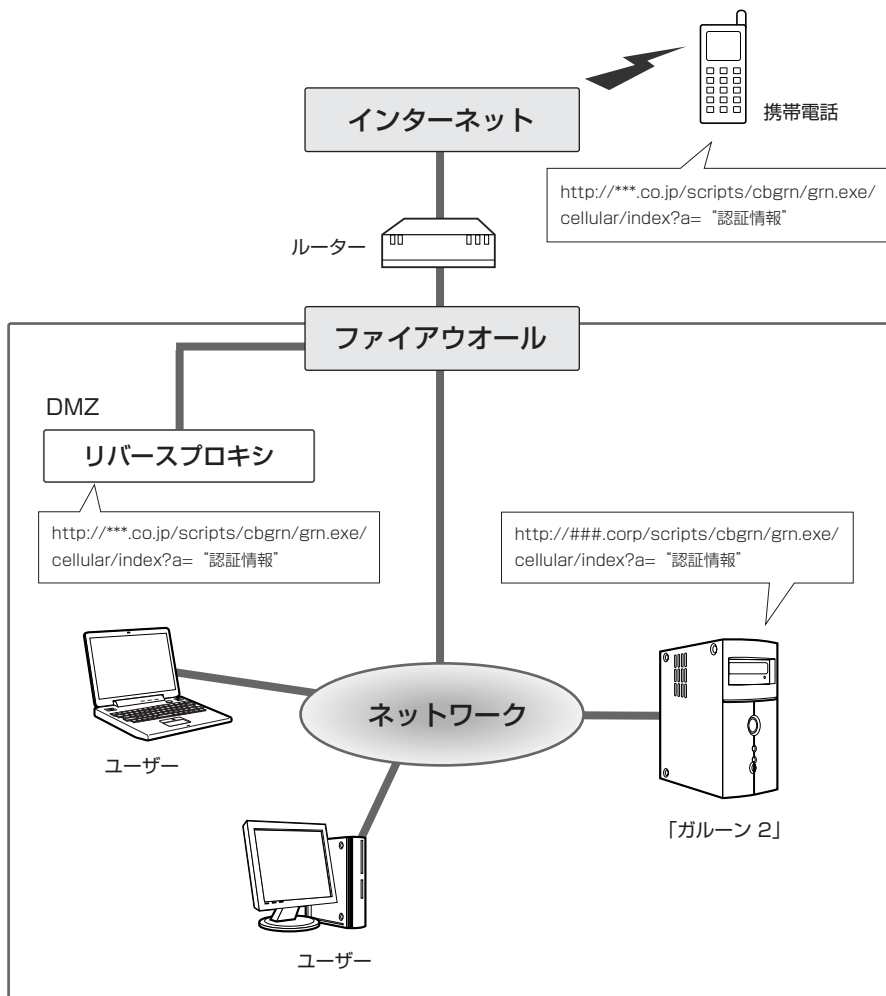 インターネット
携帯電話
http://***.co.jp/scripts/cbgrn/grn.exe/
cellular/index?a=“認証情報”
ルーター
ファイアウオール
DMZ
リバースプロキシ
http://***.co.jp/scripts/cbgrn/grn.exe/
cellular/index?a=“認証情報”
http://###.corp/scripts/cbgrn/grn.exe/
cellular/index?a=“認証情報”
ネットワーク
ユーザー
「ガルーン 2」
ユーザー